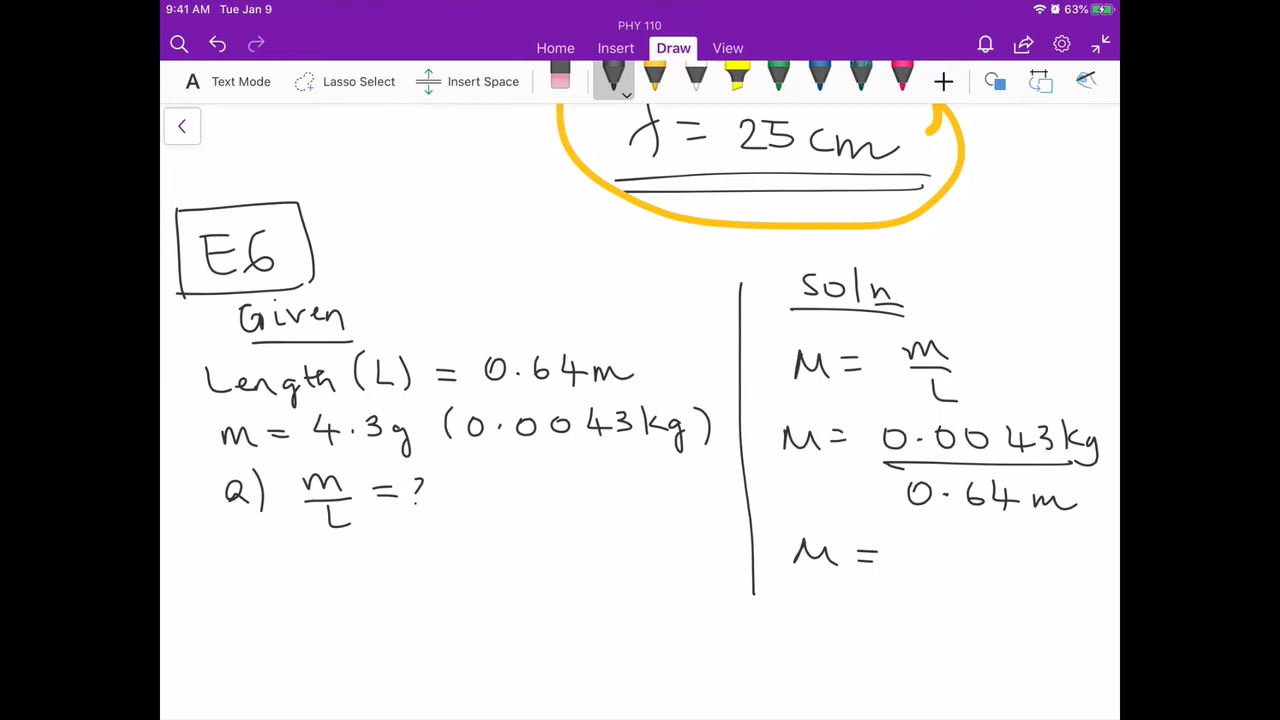 9:41 AM Tue Jan 9
63%
PHY 110
Home Insert Draw View
A Text Mode Lasso Select Insert Space
λ = 25 cm
E6
Given
Length (L) = 0.64m
m = 4.3g (0.0043kg)
a) m/L = ?
soln
μ = m/L
μ = 0.0043kg
0.64m
μ =